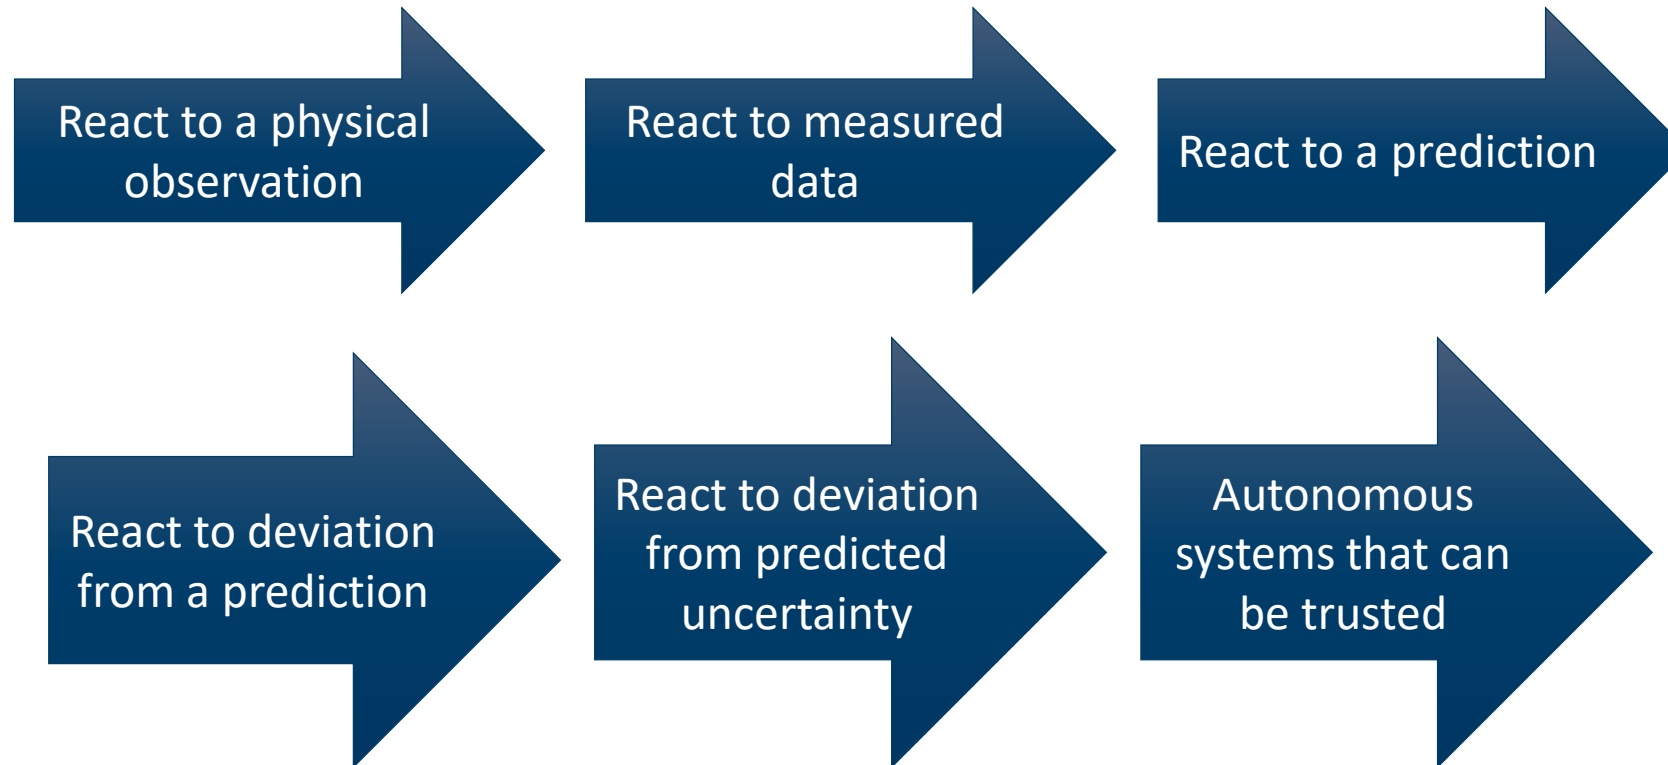 React to a physical
observation
React to measured
data
React to a prediction
React to deviation
from a prediction
React to deviation
from predicted
uncertainty
Autonomous
systems that can
be trusted